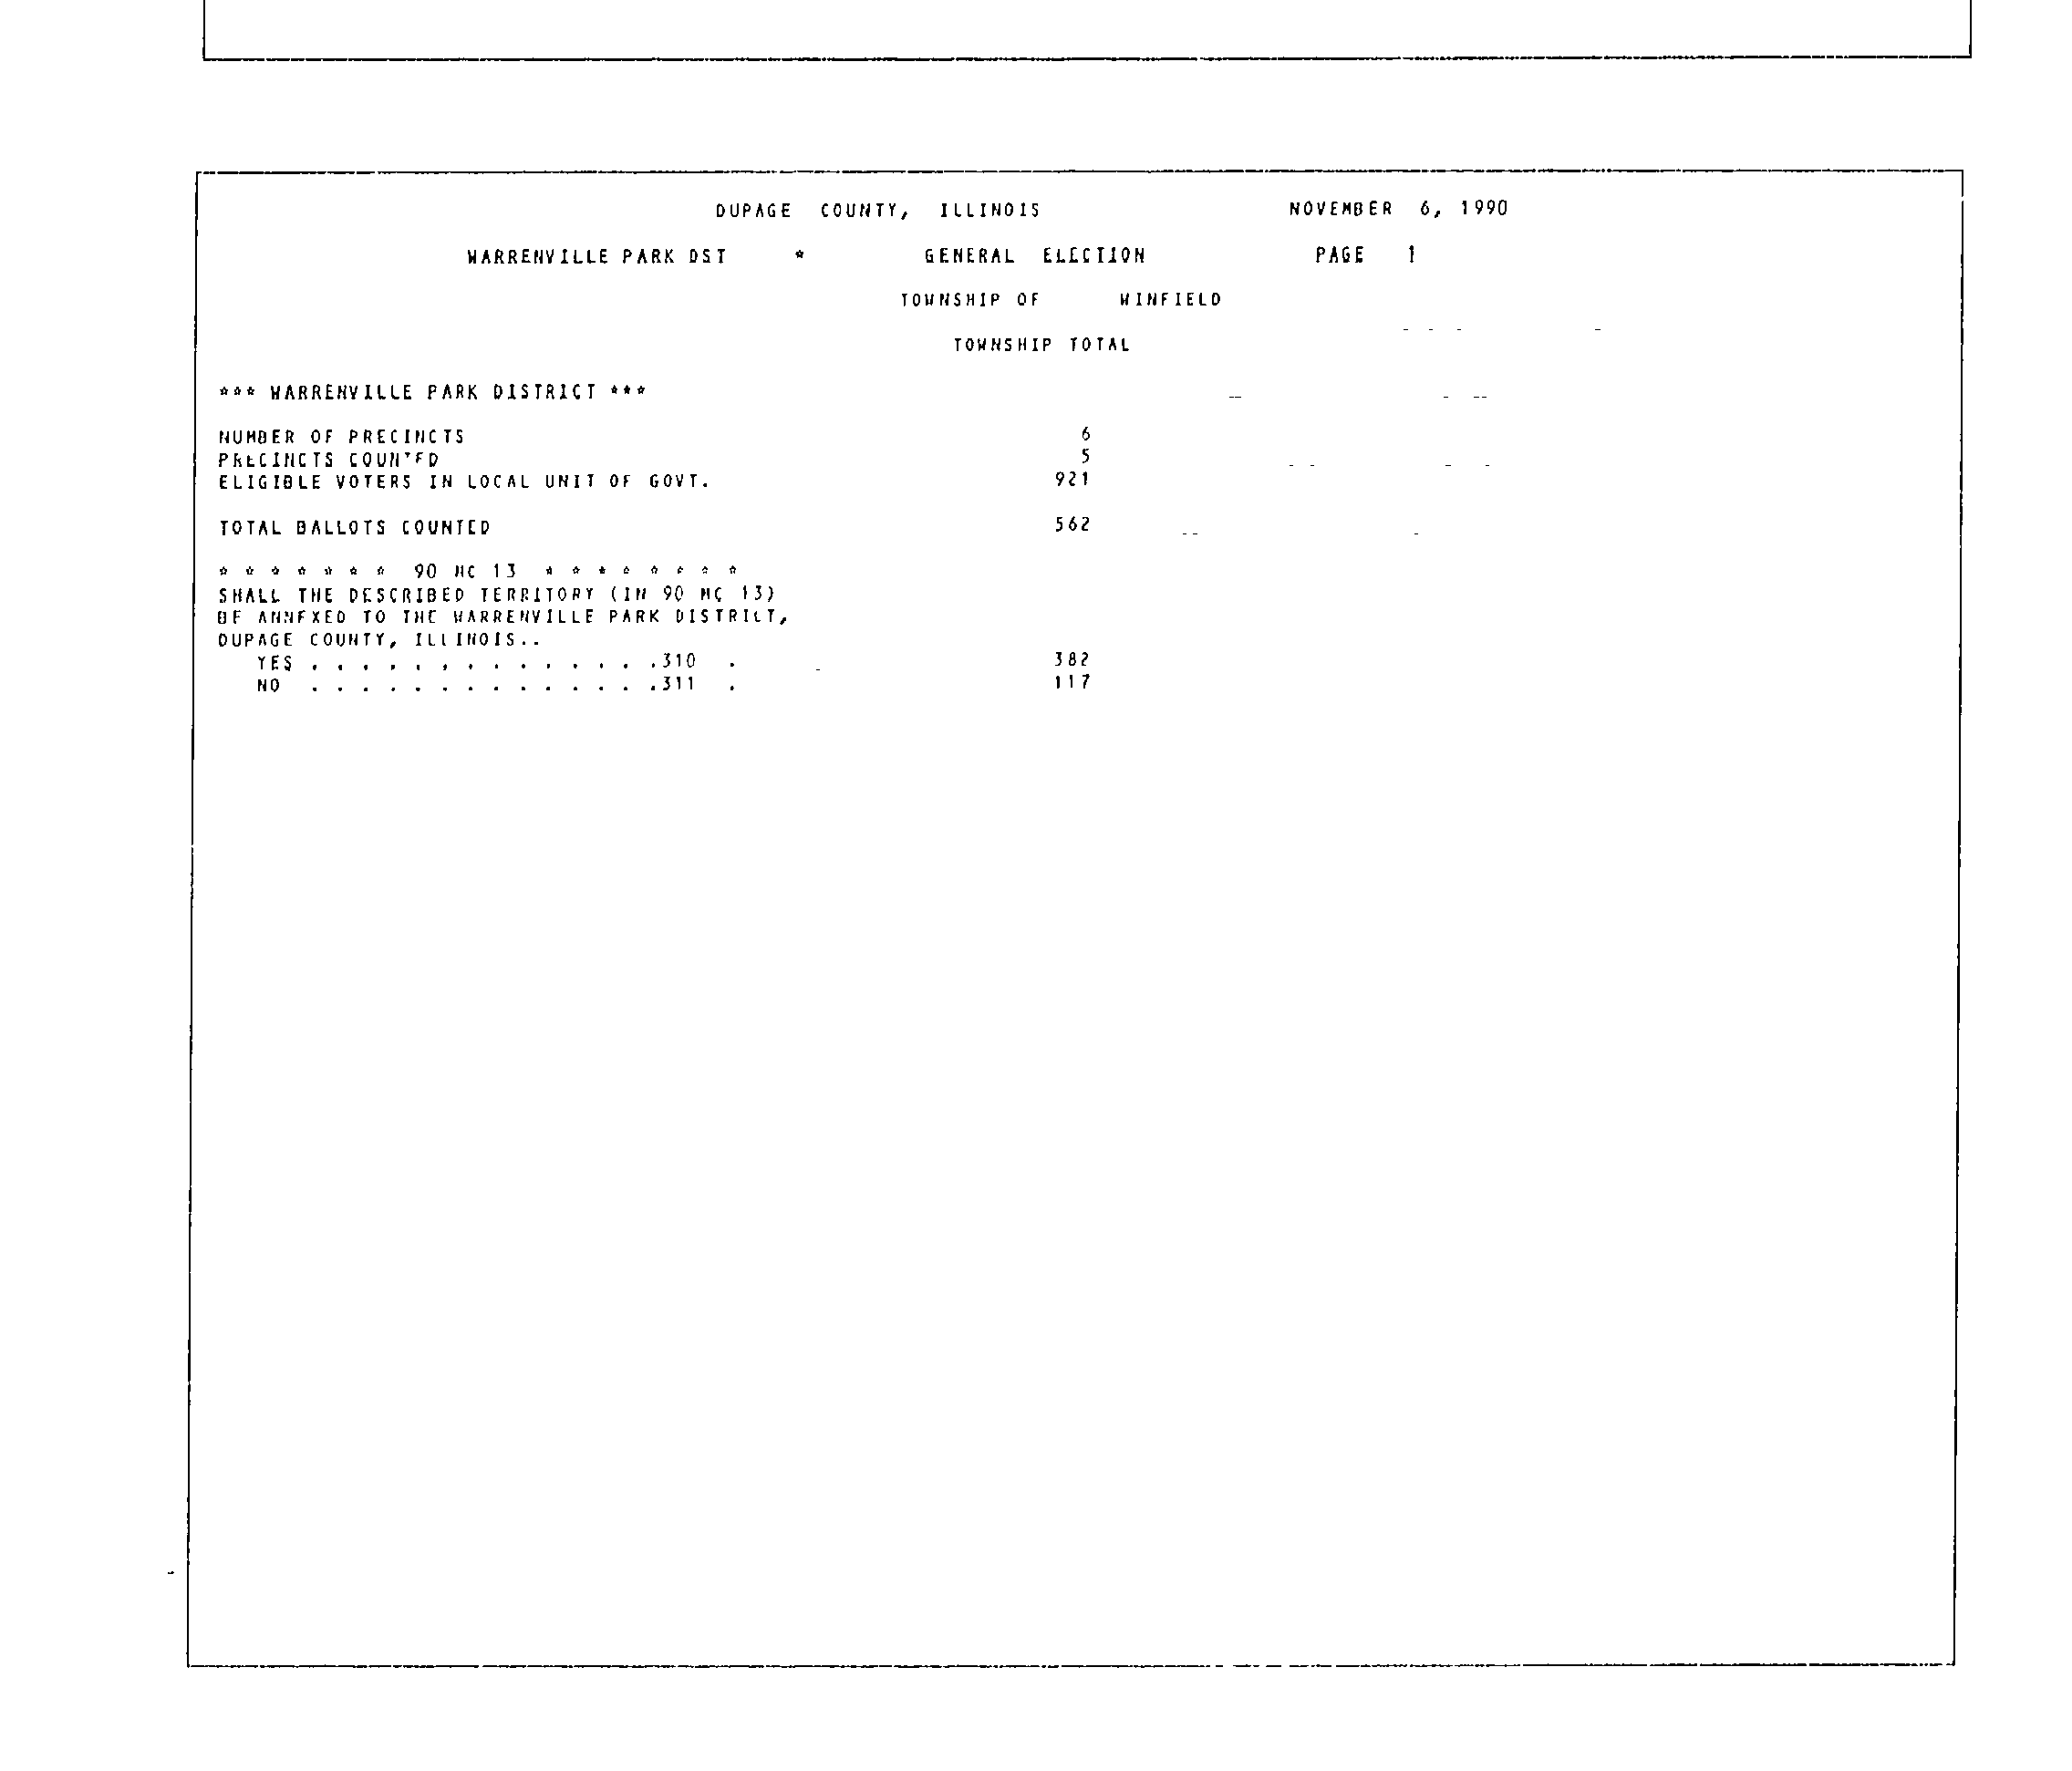 DUPAGE COUNTY, ILLINOIS NOVEMBER 6, 1990
WARRENVILLE PARK DST * GENERAL ELECTION PAGE 1
TOWNSHIP OF WINFIELD
TOWNSHIP TOTAL
*** WARRENVILLE PARK DISTRICT ***
NUMBER OF PRECINCTS 6
PRECINCTS COUNTED 5
ELIGIBLE VOTERS IN LOCAL UNIT OF GOVT. 921
TOTAL BALLOTS COUNTED 562
* * * * * * * 90 MC 13 * * * * * * * *
SHALL THE DESCRIBED TERRITORY (IN 90 MC 13)
BE ANNEXED TO THE WARRENVILLE PARK DISTRICT,
DUPAGE COUNTY, ILLINOIS..
YES . . . . . . . . . . . . . .310 . 382
NO . . . . . . . . . . . . . .311 . 117